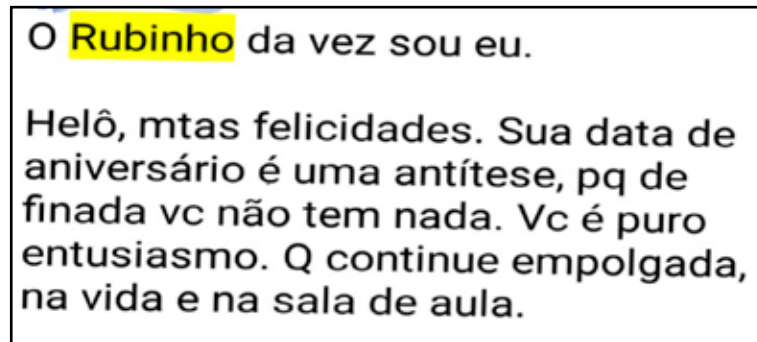 O Rubinho da vez sou eu.
Helô, mtas felicidades. Sua data de
aniversário é uma antítese, pq de
finada vc não tem nada. Vc é puro
entusiasmo. Q continue empolgada,
na vida e na sala de aula.